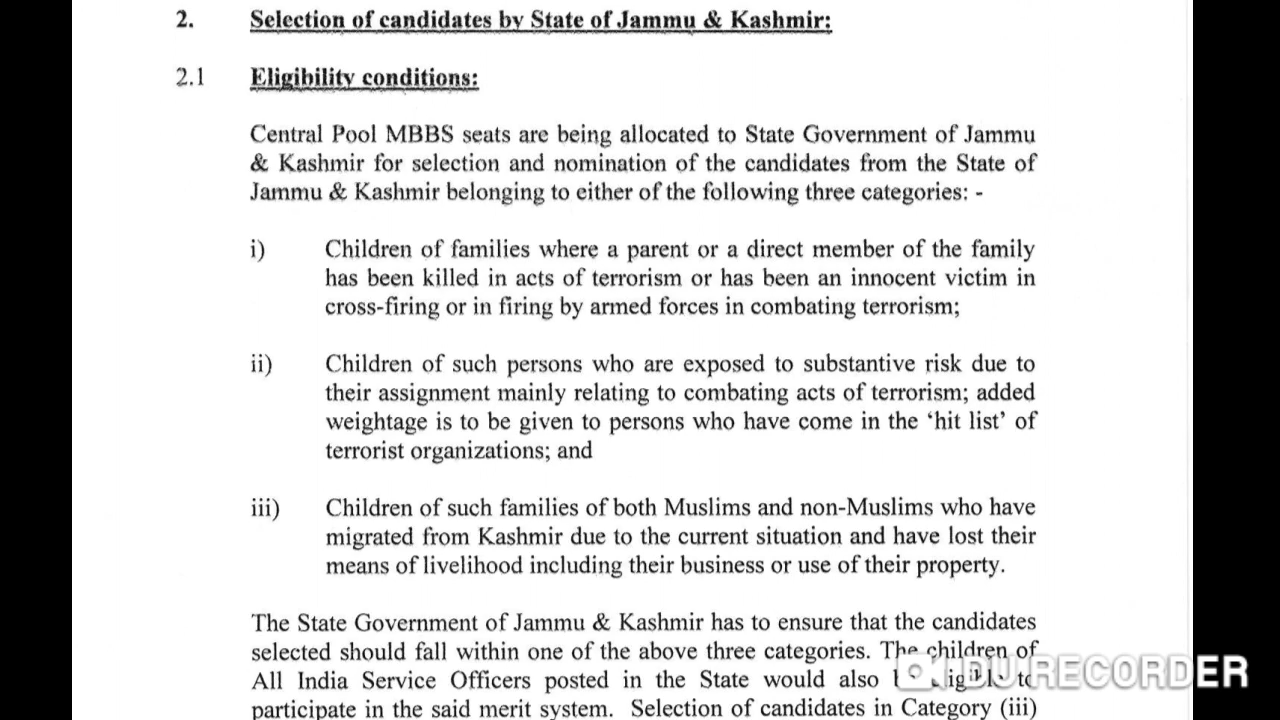 2. Selection of candidates by State of Jammu & Kashmir:
2.1 Eligibility conditions:
Central Pool MBBS seats are being allocated to State Government of Jammu
& Kashmir for selection and nomination of the candidates from the State of
Jammu & Kashmir belonging to either of the following three categories: -
i) Children of families where a parent or a direct member of the family
has been killed in acts of terrorism or has been an innocent victim in
cross-firing or in firing by armed forces in combating terrorism;
ii) Children of such persons who are exposed to substantive risk due to
their assignment mainly relating to combating acts of terrorism; added
weightage is to be given to persons who have come in the ‘hit list’ of
terrorist organizations; and
iii) Children of such families of both Muslims and non-Muslims who have
migrated from Kashmir due to the current situation and have lost their
means of livelihood including their business or use of their property.
The State Government of Jammu & Kashmir has to ensure that the candidates
selected should fall within one of the above three categories. The children of
All India Service Officers posted in the State would also to
participate in the said merit system. Selection of candidates in Category (iii)
DU RECORDER